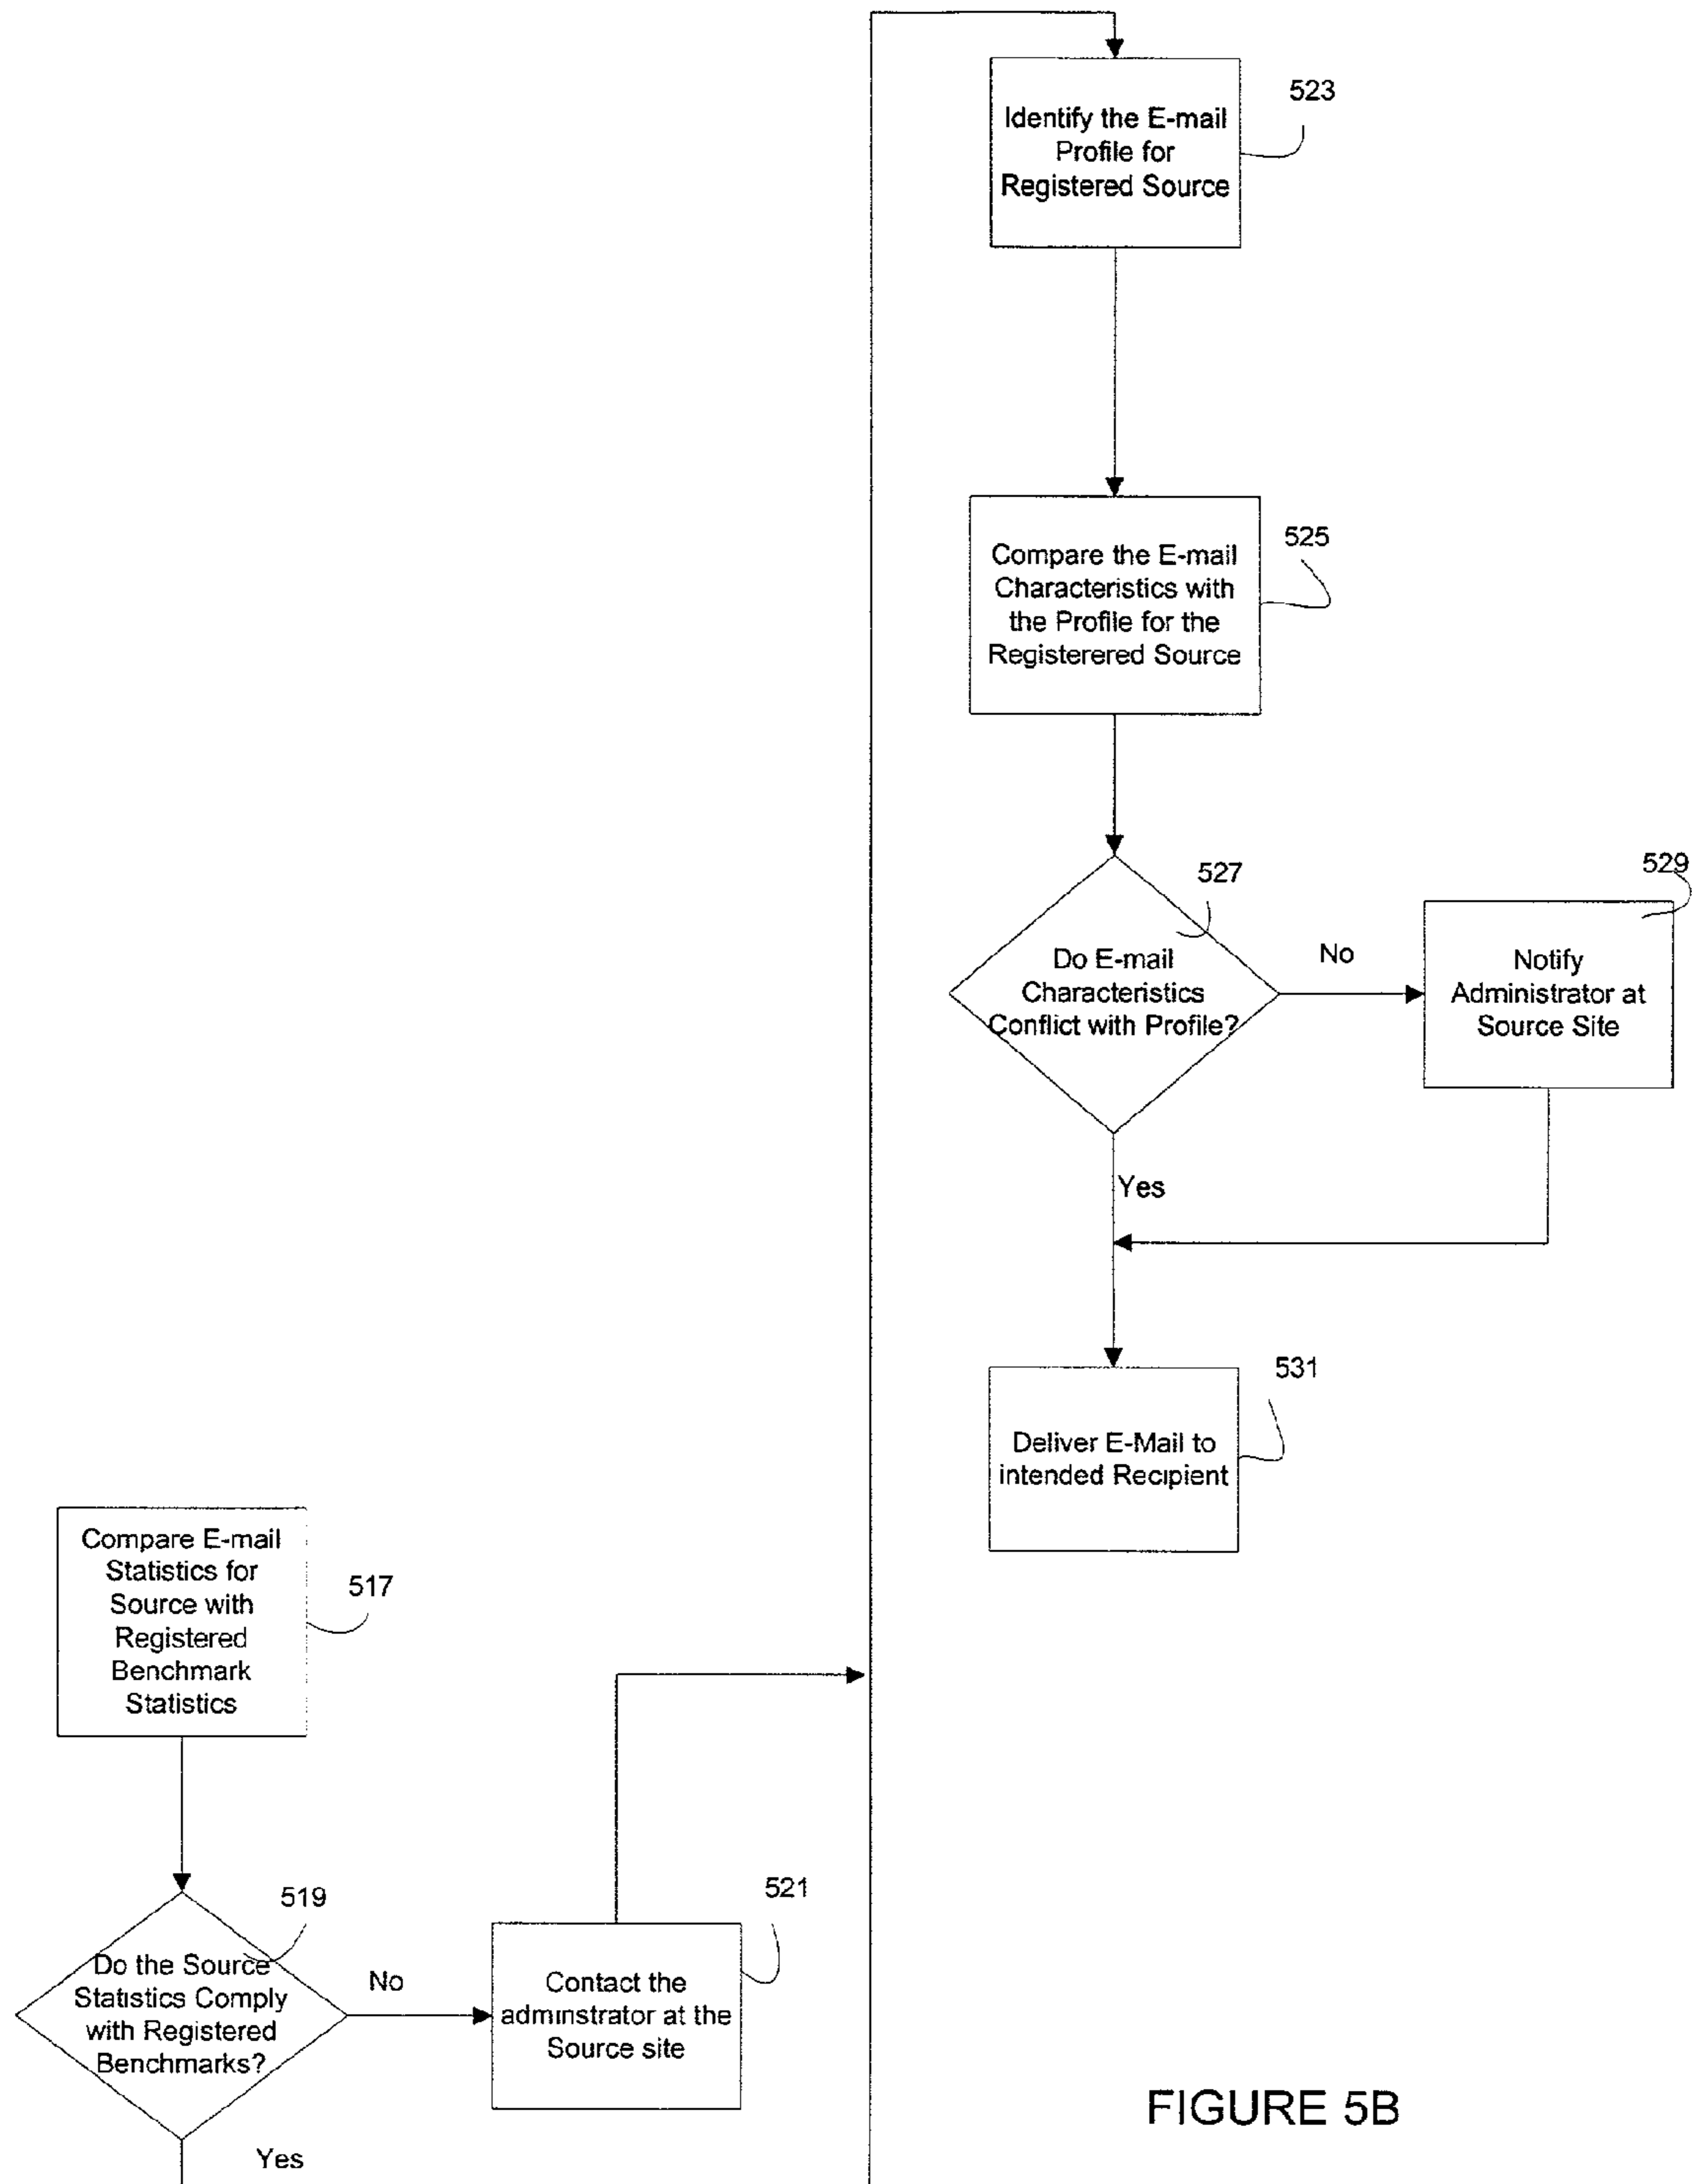 Compare E-mail
Statistics for
Source with
Registered
Benchmark
Statistics
517
Do the Source
Statistics Comply
with Registered
Benchmarks?
519
No
Yes
Contact the
adminstrator at the
Source site
521
Identify the E-mail
Profile for
Registered Source
523
Compare the E-mail
Characteristics with
the Profile for the
Registerered Source
525
Do E-mail
Characteristics
Conflict with Profile?
527
No
Yes
Notify
Administrator at
Source Site
529
Deliver E-Mail to
intended Recipient
531
FIGURE 5B